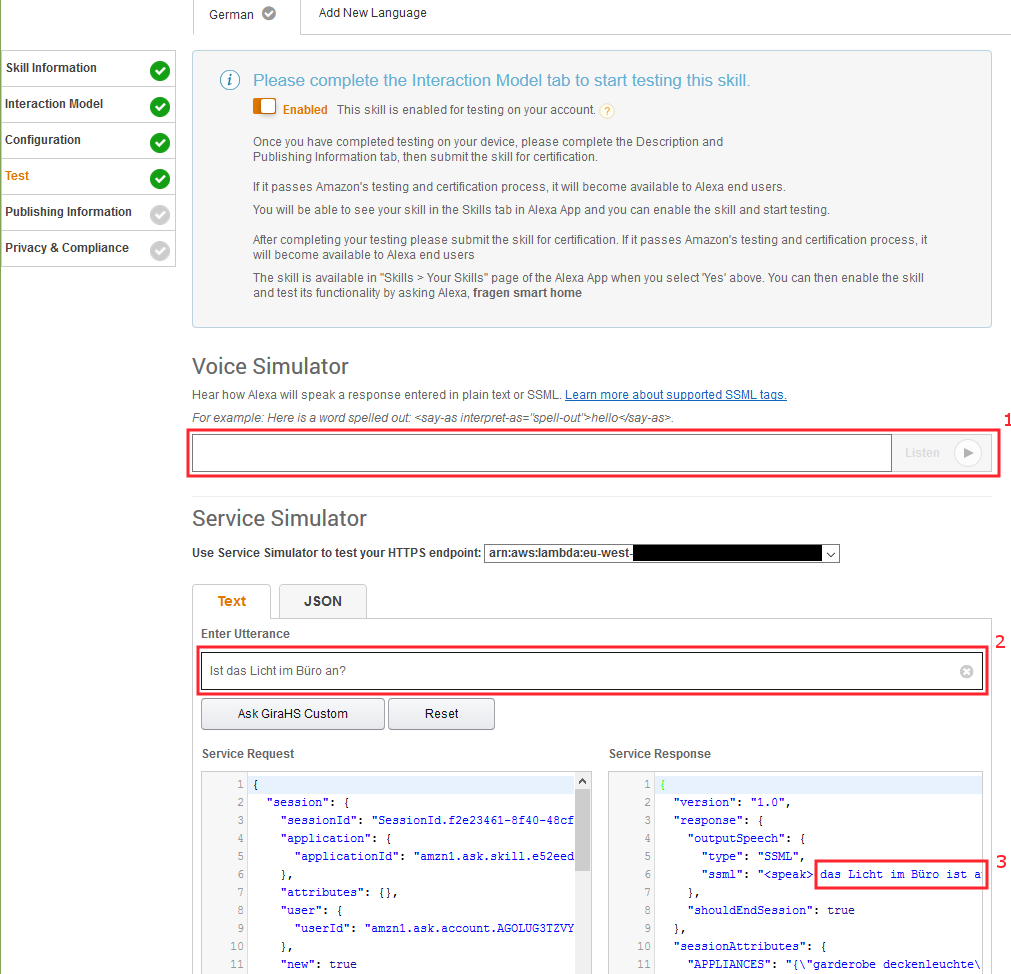 German
Add New Language
Skill Information
Interaction Model
Configuration
Test
Publishing Information
Privacy & Compliance
Please complete the Interaction Model tab to start testing this skill.
Enabled This skill is enabled for testing on your account. ?
Once you have completed testing on your device, please complete the Description and
Publishing Information tab, then submit the skill for certification.
If it passes Amazon's testing and certification process, it will become available to Alexa end users.
You will be able to see your skill in the Skills tab in Alexa App and you can enable the skill and start testing.
After completing your testing please submit the skill for certification. If it passes Amazon's testing and certification process, it
will become available to Alexa end users
The skill is available in "Skills > Your Skills" page of the Alexa App when you select 'Yes' above. You can then enable the skill
and test its functionality by asking Alexa, fragen smart home
Voice Simulator
Hear how Alexa will speak a response entered in plain text or SSML. Learn more about supported SSML tags.
For example: Here is a word spelled out: <say-as interpret-as="spell-out">hello</say-as>.
1
Listen
Service Simulator
Use Service Simulator to test your HTTPS endpoint: arn:aws:lambda:eu-west-
Text
JSON
Enter Utterance
2
Ist das Licht im Büro an?
Ask GiraHS Custom
Reset
Service Request
1 {
2 "session": {
3 "sessionId": "SessionId.f2e23461-8f40-48cf
4 "application": {
5 "applicationId": "amzn1.ask.skill.e52eed
6 },
7 "attributes": {},
8 "user": {
9 "userId": "amzn1.ask.account.AGOLUG3TZVY
10 },
11 "new": true
Service Response
1 {
2 "version": "1.0",
3 "response": {
4 "outputSpeech": {
5 "type": "SSML",
6 "ssml": "<speak> das Licht im Büro ist a
3
7 },
8 "shouldEndSession": true
9 },
10 "sessionAttributes": {
11 "APPLIANCES": "{\"garderobe deckenleuchte\